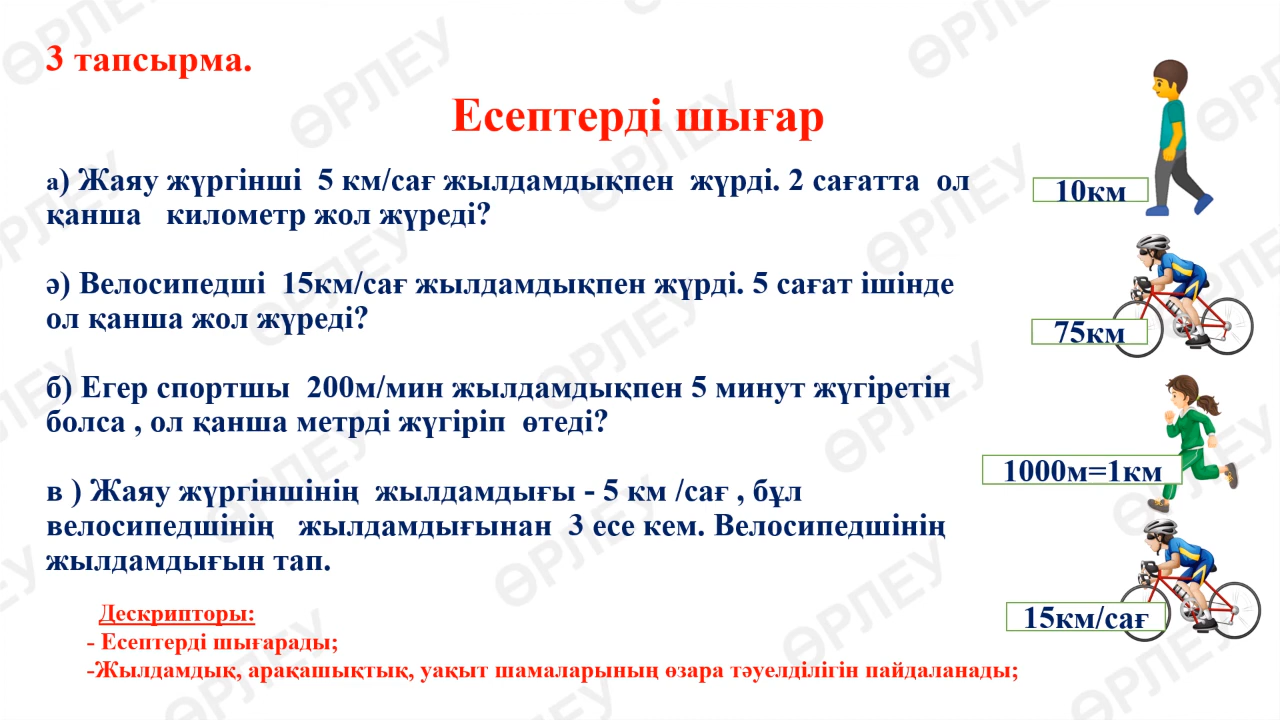 3 тапсырма.
Есептерді шығар
а) Жаяу жүргінші 5 км/сағ жылдамдықпен жүрді. 2 сағатта ол
қанша километр жол жүреді?
10км
ә) Велосипедші 15км/сағ жылдамдықпен жүрді. 5 сағат ішінде
ол қанша жол жүреді?
75км
б) Егер спортшы 200м/мин жылдамдықпен 5 минут жүгіретін
болса , ол қанша метрді жүгіріп өтеді?
1000м=1км
в ) Жаяу жүргіншінің жылдамдығы - 5 км /сағ , бұл
велосипедшінің жылдамдығынан 3 есе кем. Велосипедшінің
жылдамдығын тап.
15км/сағ
Дескрипторы:
- Есептерді шығарады;
-Жылдамдық, арақашықтық, уақыт шамаларының өзара тәуелділігін пайдаланады;
ӨРЛЕУ